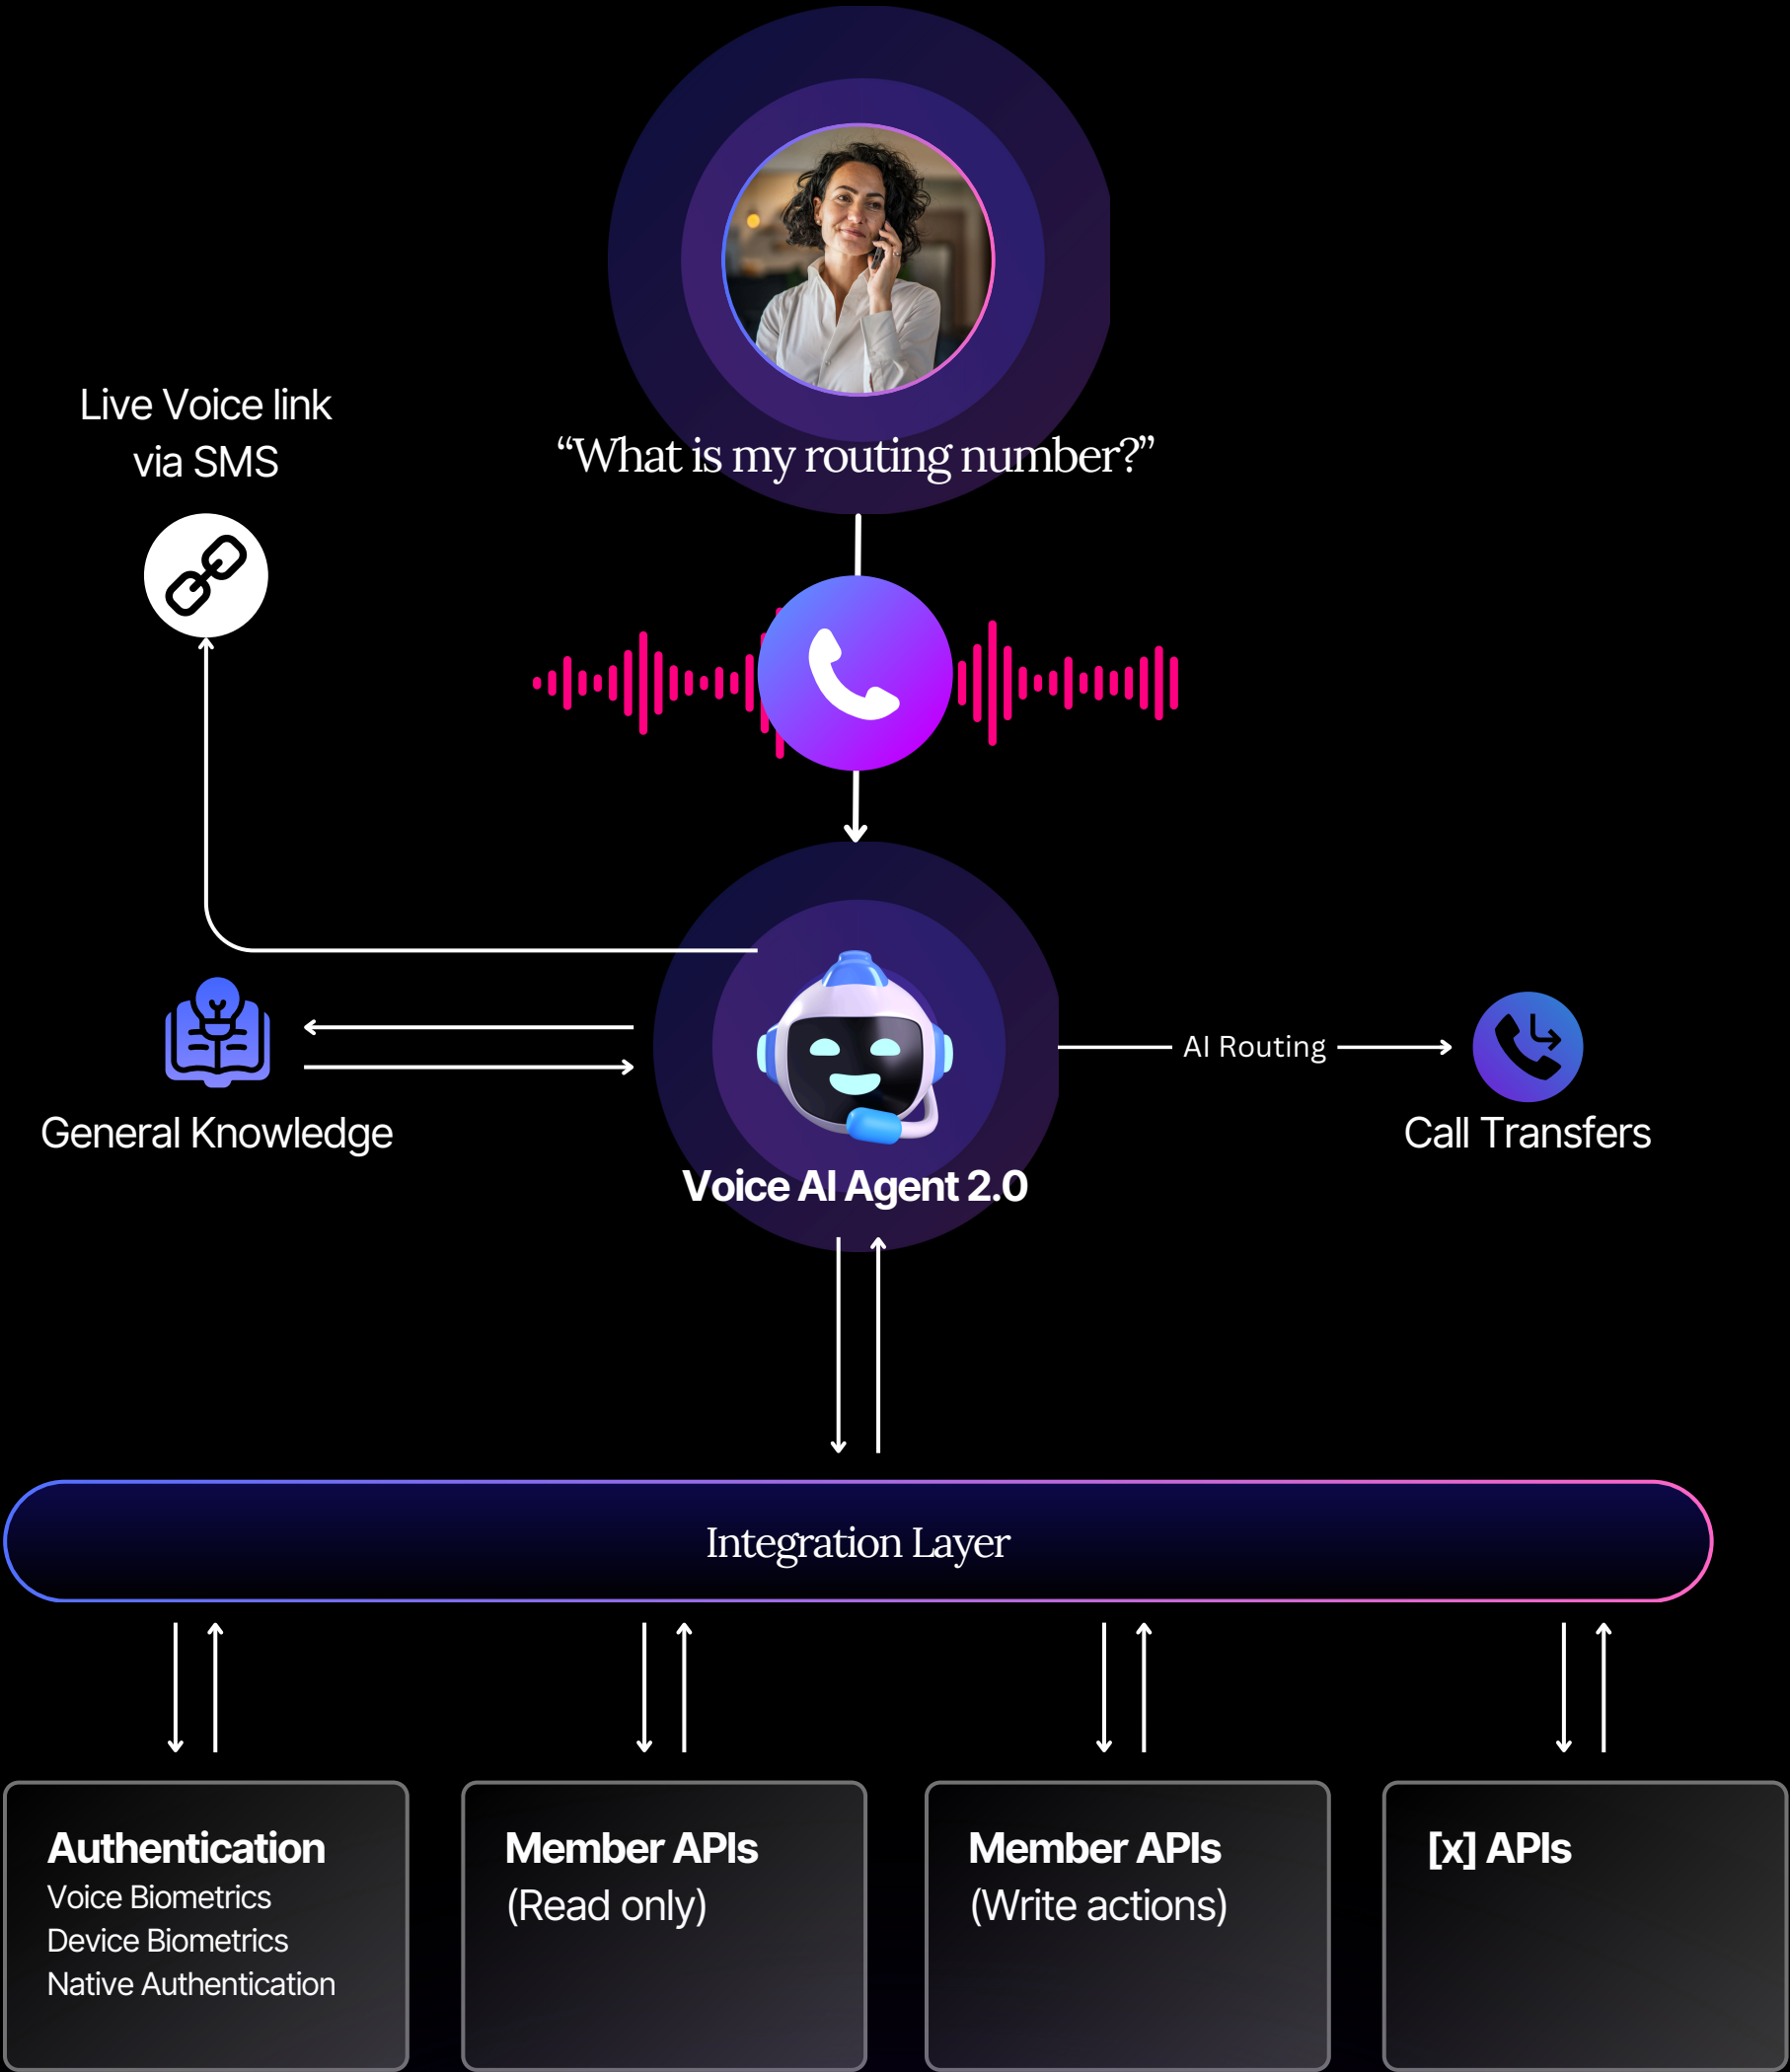 Live Voice link
via SMS
“What is my routing number?”
General Knowledge
Voice AI Agent 2.0
AI Routing
Call Transfers
Integration Layer
Authentication
Voice Biometrics
Device Biometrics
Native Authentication
Member APIs
(Read only)
Member APIs
(Write actions)
[x] APIs